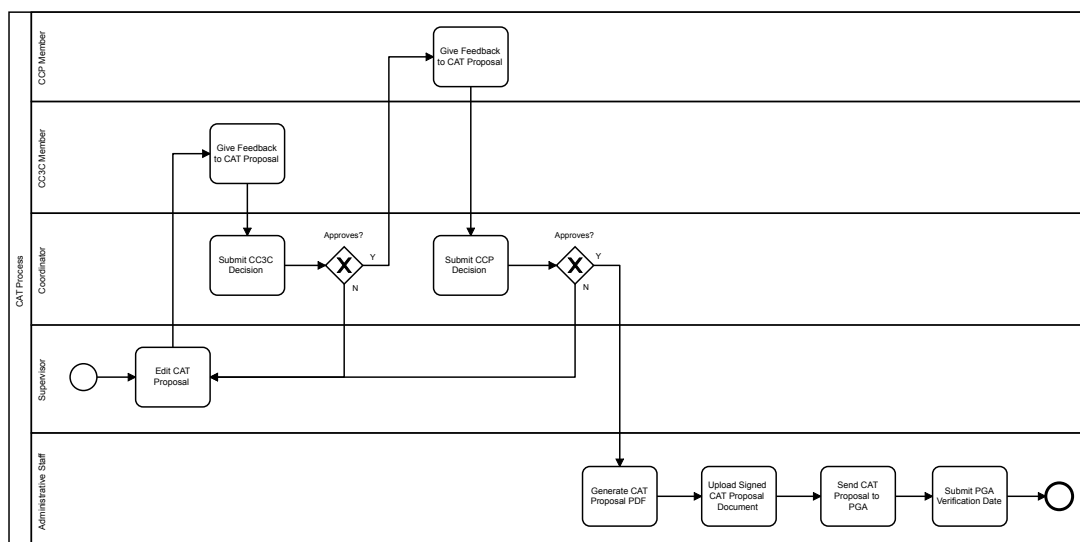 CAT Process
CCP Member
Give Feedback
to CAT Proposal
CC3C Member
Give Feedback
to CAT Proposal
Coordinator
Submit CC3C
Decision
Approves?
Y
N
Submit CCP
Decision
Approves?
Y
N
Supervisor
Edit CAT
Proposal
Administrative Staff
Generate CAT
Proposal PDF
Upload Signed
CAT Proposal
Document
Send CAT
Proposal to
PGA
Submit PGA
Verification Date